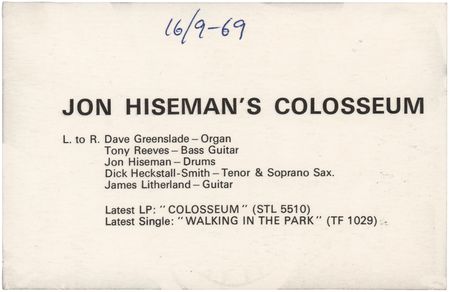 16/9-69
JON HISEMAN'S COLOSSEUM
L. to R. Dave Greenslade – Organ
Tony Reeves – Bass Guitar
Jon Hiseman – Drums
Dick Heckstall-Smith – Tenor & Soprano Sax.
James Litherland – Guitar
Latest LP: "COLOSSEUM" (STL 5510)
Latest Single: "WALKING IN THE PARK" (TF 1029)